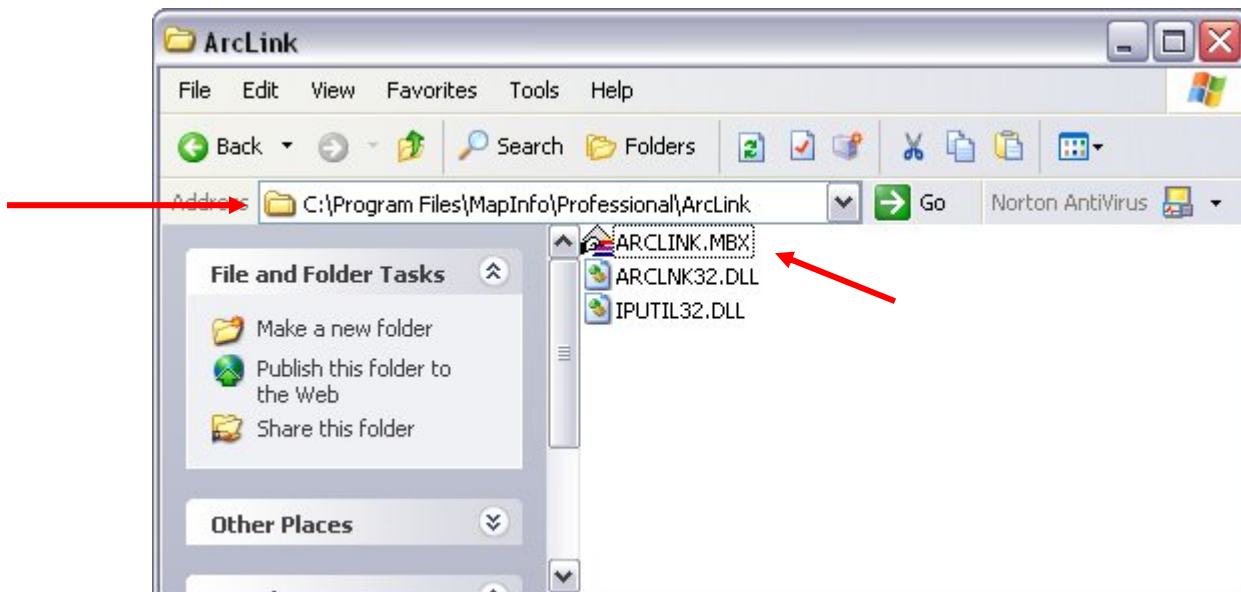 ArcLink
File Edit View Favorites Tools Help
Back Search Folders
Address C:\Program Files\MapInfo\Professional\ArcLink Go Norton AntiVirus
File and Folder Tasks
Make a new folder
Publish this folder to
the Web
Share this folder
Other Places
ARCLINK.MBX
ARCLNK32.DLL
IPUTIL32.DLL